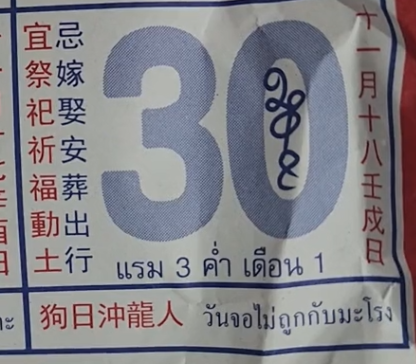 宜祭祀祈福動土
忌嫁娶安葬出行
30
十一月十八壬戌日
แรม 3 ค่ำ เดือน 1
狗日沖龍人 วันจอไม่ถูกกับมะโรง